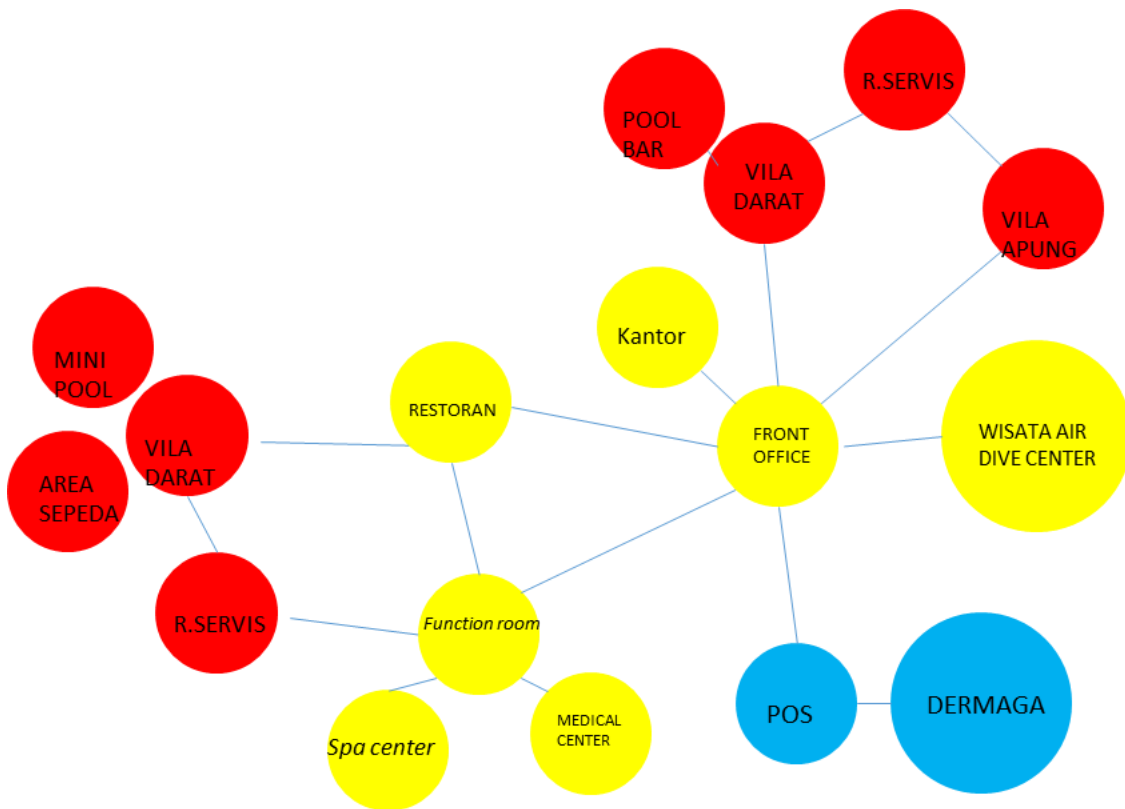 R.SERVIS
POOL
BAR
VILA
DARAT
VILA
APUNG
Kantor
MINI
POOL
RESTORAN
FRONT
OFFICE
WISATA AIR
DIVE CENTER
VILA
DARAT
AREA
SEPEDA
R.SERVIS
Function room
POS
DERMAGA
Spa center
MEDICAL
CENTER